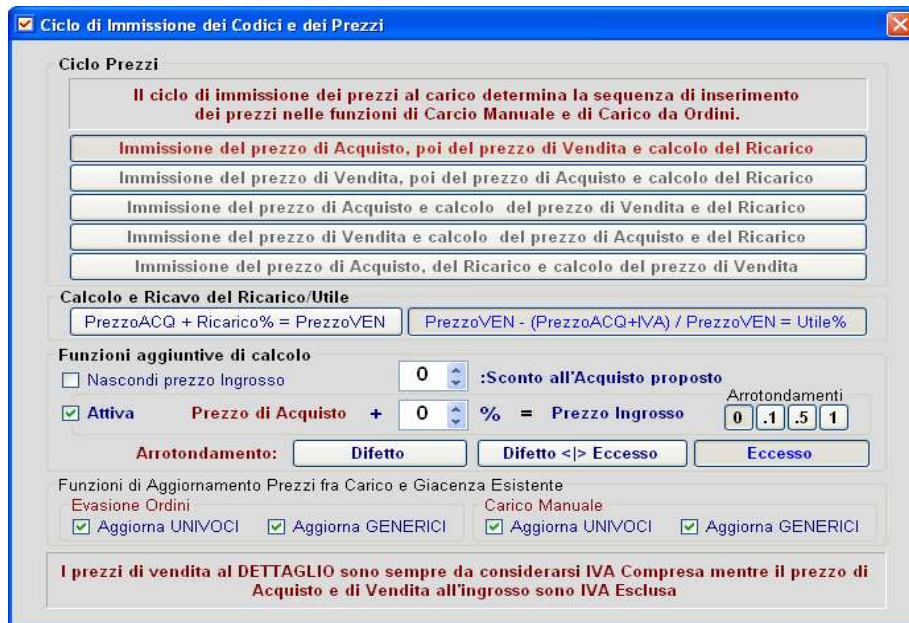 Ciclo di Immissione dei Codici e dei Prezzi
Ciclo Prezzi
Il ciclo di immissione dei prezzi al carico determina la sequenza di inserimento
dei prezzi nelle funzioni di Carcio Manuale e di Carico da Ordini.
Immissione del prezzo di Acquisto, poi del prezzo di Vendita e calcolo del Ricarico
Immissione del prezzo di Vendita, poi del prezzo di Acquisto e calcolo del Ricarico
Immissione del prezzo di Acquisto e calcolo del prezzo di Vendita e del Ricarico
Immissione del prezzo di Vendita e calcolo del prezzo di Acquisto e del Ricarico
Immissione del prezzo di Acquisto, del Ricarico e calcolo del prezzo di Vendita
Calcolo e Ricavo del Ricarico/Utile
PrezzoACQ + Ricarico% = PrezzoVEN PrezzoVEN - (PrezzoACQ+IVA) / PrezzoVEN = Utile%
Funzioni aggiuntive di calcolo
Nascondi prezzo Ingrosso 0 :Sconto all'Acquisto proposto
Arrotondamenti
Attiva Prezzo di Acquisto + 0 % = Prezzo Ingrosso 0 .1 .5 1
Arrotondamento: Difetto Difetto <|> Eccesso Eccesso
Funzioni di Aggiornamento Prezzi fra Carico e Giacenza Esistente
Evasione Ordini Carico Manuale
Aggiorna UNIVOCI Aggiorna GENERICI Aggiorna UNIVOCI Aggiorna GENERICI
I prezzi di vendita al DETTAGLIO sono sempre da considerarsi IVA Compresa mentre il prezzo di
Acquisto e di Vendita all'ingrosso sono IVA Esclusa